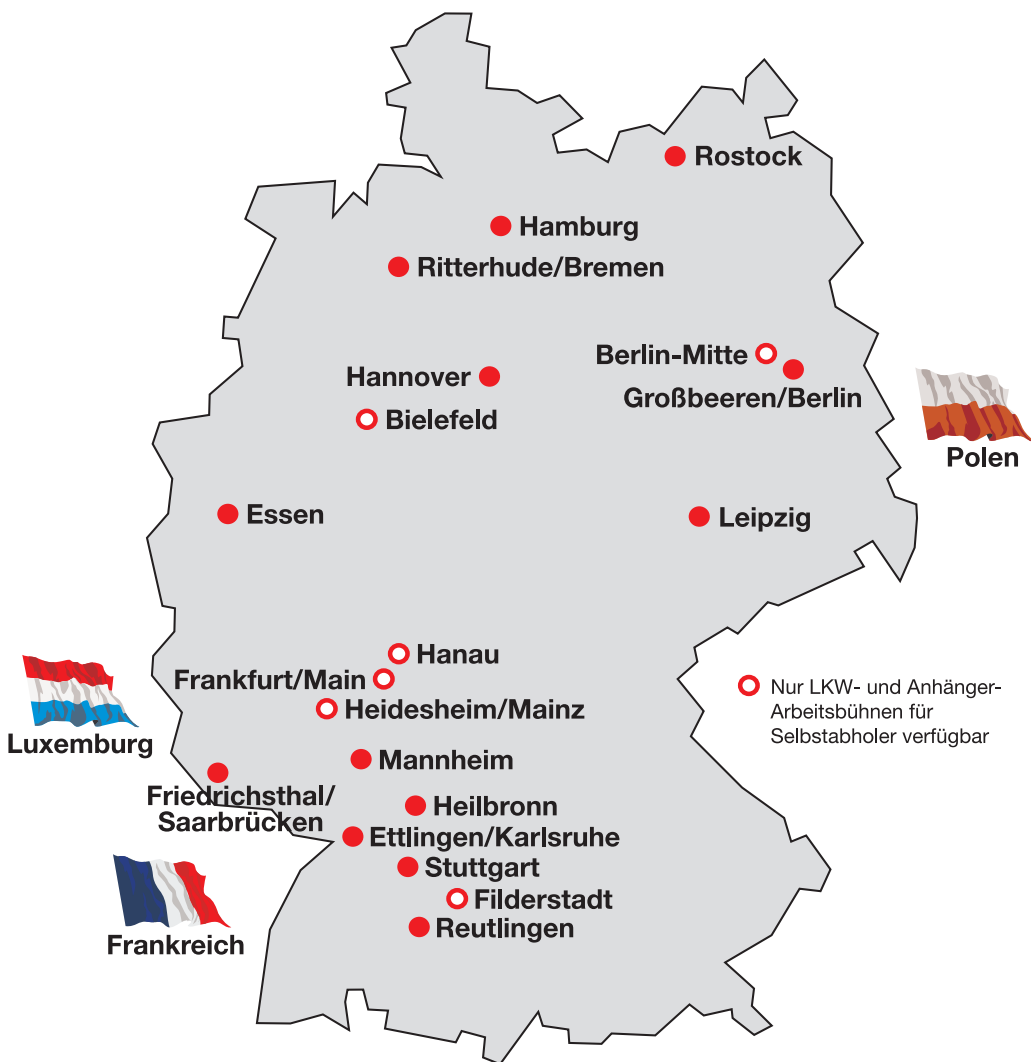 Rostock
Hamburg
Ritterhude/Bremen
Berlin-Mitte
Hannover
Großbeeren/Berlin
Bielefeld
Polen
Essen
Leipzig
Hanau
Frankfurt/Main
Heidesheim/Mainz
Nur LKW- und Anhänger-
Arbeitsbühnen für
Selbstabholer verfügbar
Luxemburg
Mannheim
Friedrichsthal/
Saarbrücken
Heilbronn
Ettlingen/Karlsruhe
Stuttgart
Filderstadt
Reutlingen
Frankreich